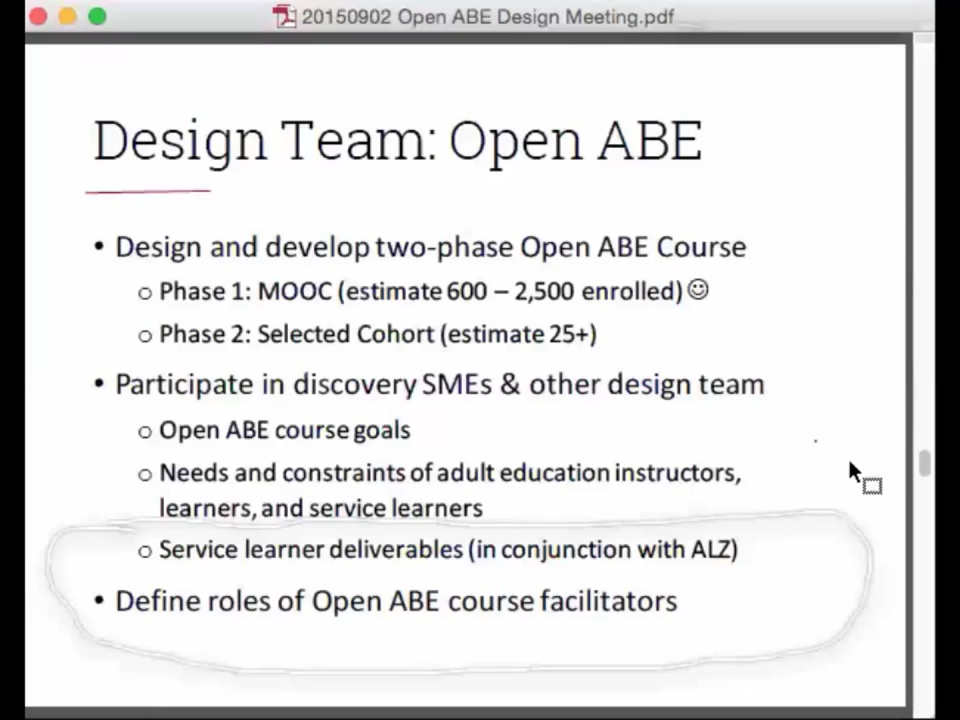 20150902 Open ABE Design Meeting.pdf
Design Team: Open ABE
• Design and develop two-phase Open ABE Course
o Phase 1: MOOC (estimate 600 – 2,500 enrolled) ☺
o Phase 2: Selected Cohort (estimate 25+)
• Participate in discovery SMEs & other design team
o Open ABE course goals
o Needs and constraints of adult education instructors,
learners, and service learners
o Service learner deliverables (in conjunction with ALZ)
• Define roles of Open ABE course facilitators